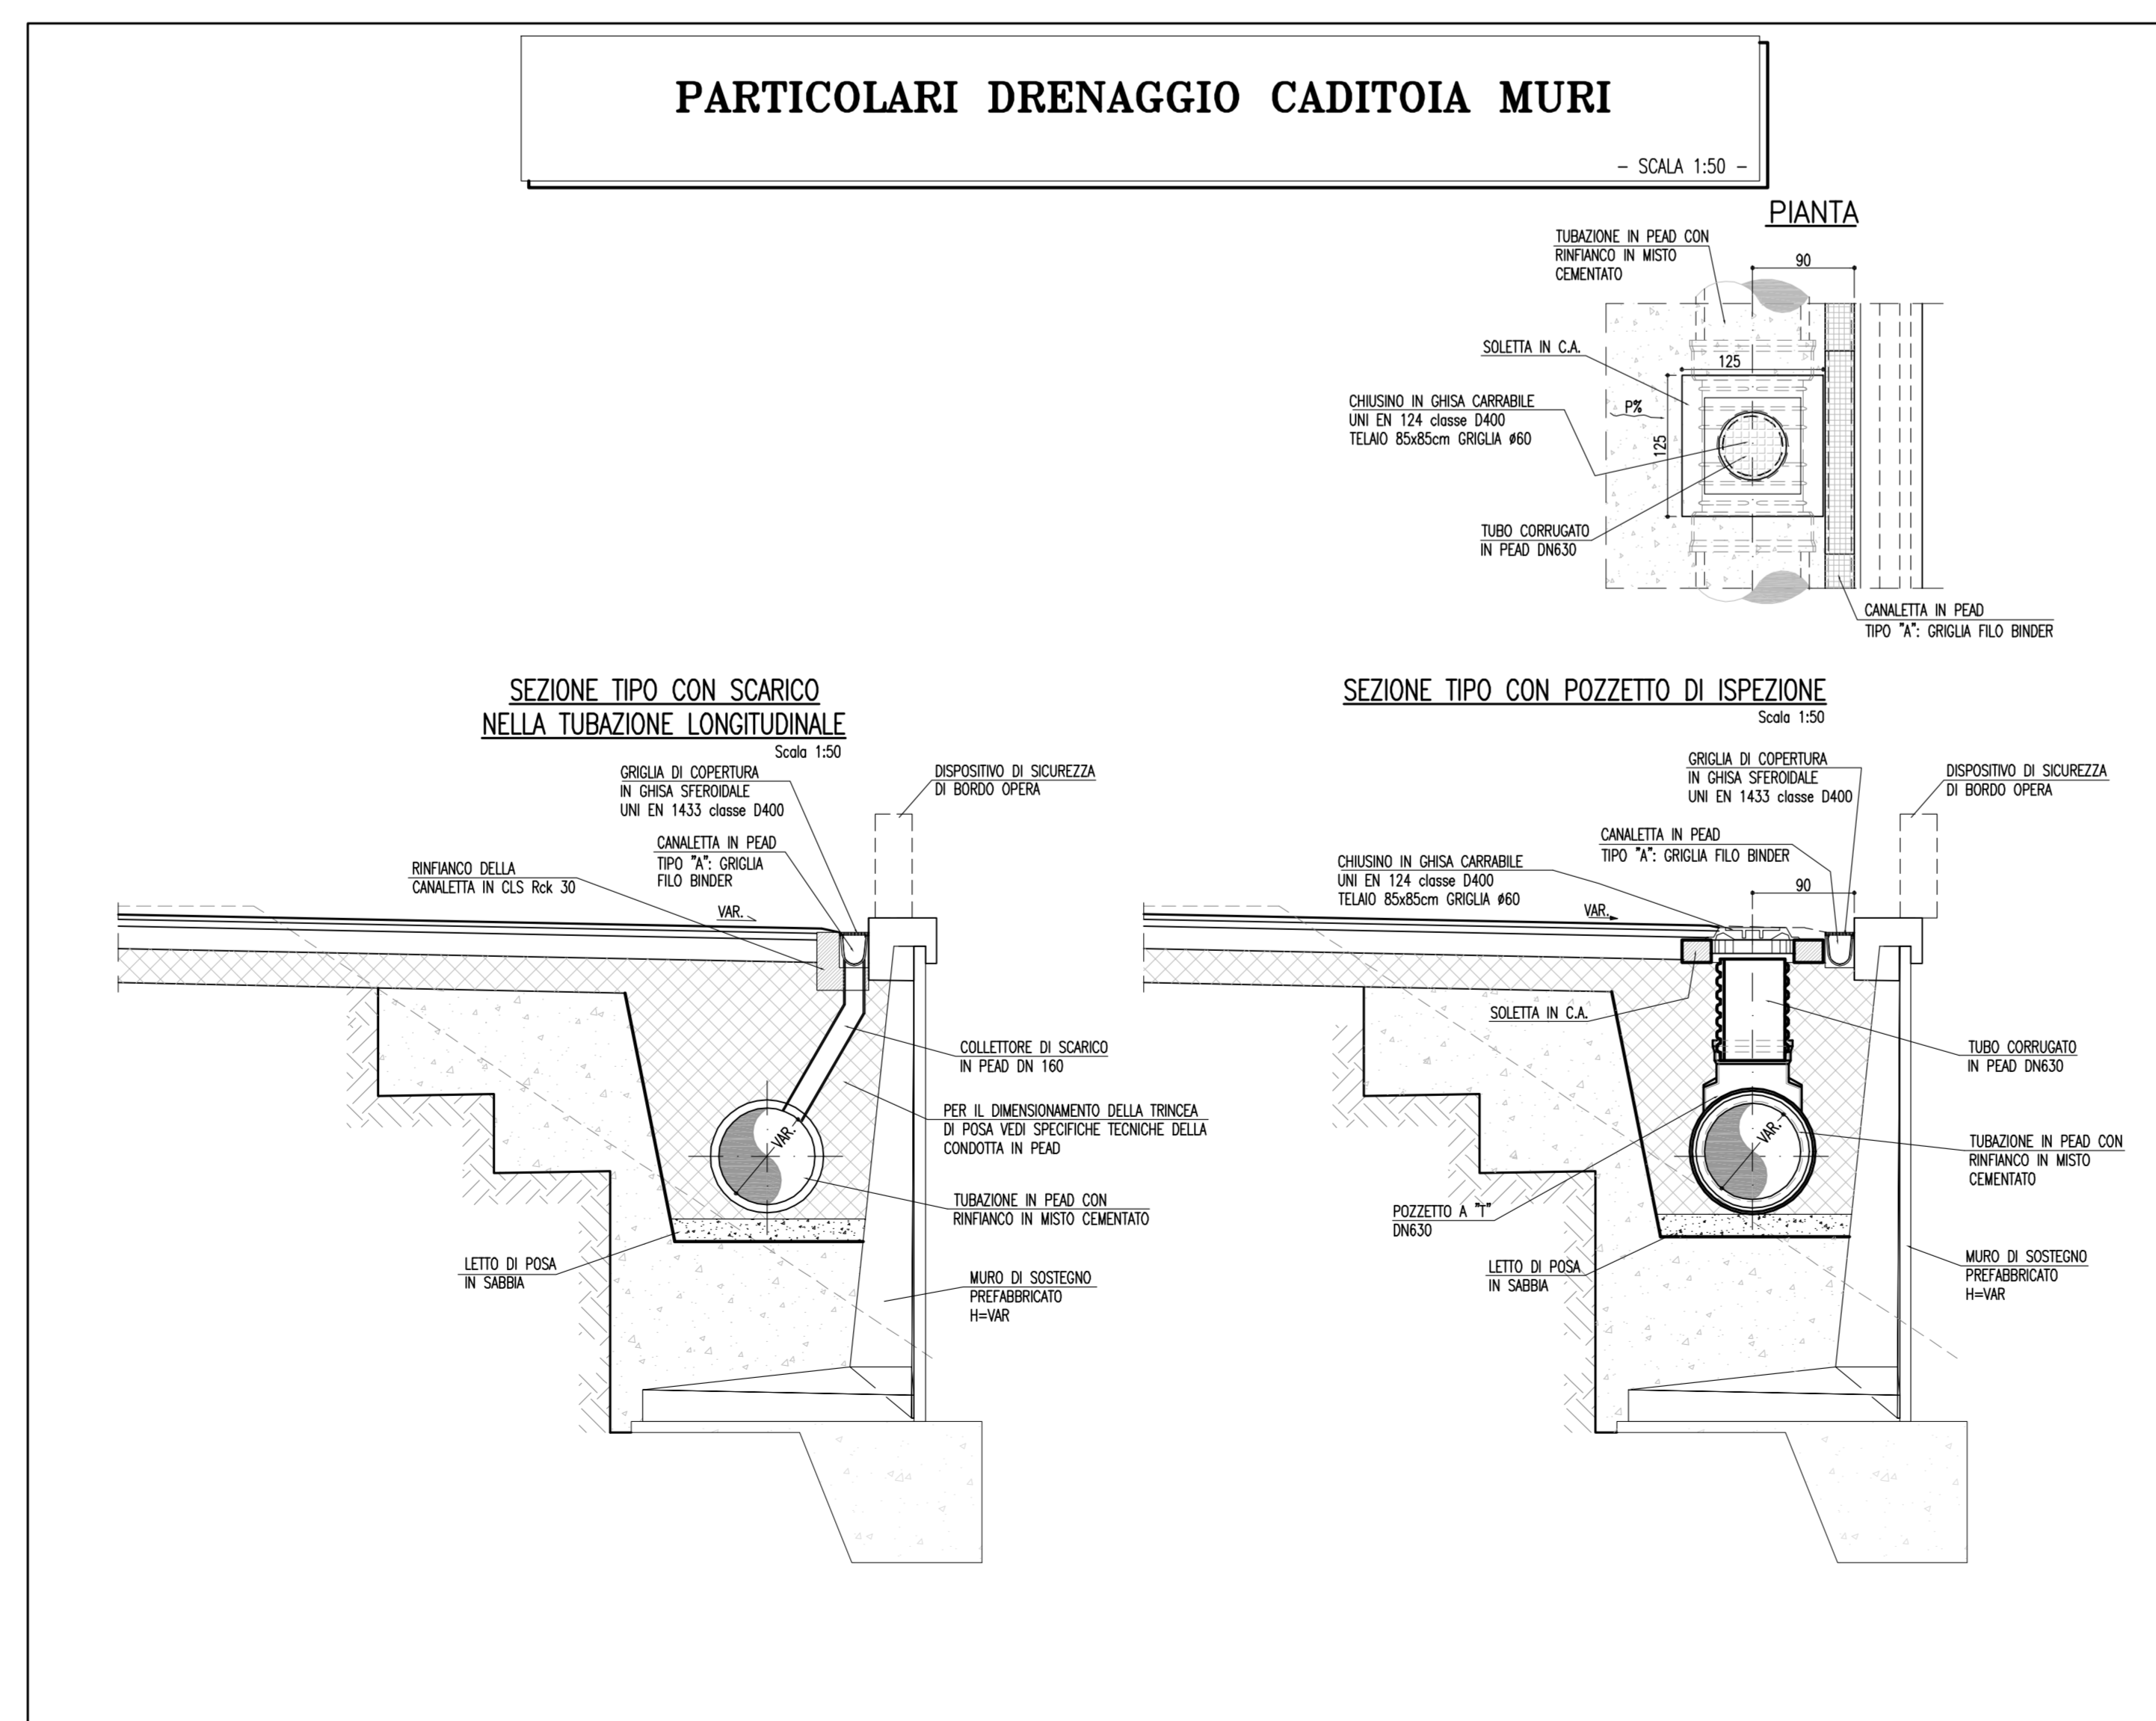 PARTICOLARI DRENAGGIO CADITOIA MURI
- SCALA 1:50 -
PIANTA
TUBAZIONE IN PEAD CON
RINFIANCO IN MISTO
CEMENTATO
90
SOLETTA IN C.A.
125
CHIUSINO IN GHISA CARRABILE
UNI EN 124 classe D400
TELAIO 85x85cm GRIGLIA ø60
P%
125
TUBO CORRUGATO
IN PEAD DN630
CANALETTA IN PEAD
TIPO "A": GRIGLIA FILO BINDER
SEZIONE TIPO CON SCARICO
NELLA TUBAZIONE LONGITUDINALE
Scala 1:50
GRIGLIA DI COPERTURA
IN GHISA SFEROIDALE
UNI EN 1433 classe D400
DISPOSITIVO DI SICUREZZA
DI BORDO OPERA
CANALETTA IN PEAD
TIPO "A": GRIGLIA
FILO BINDER
RINFIANCO DELLA
CANALETTA IN CLS Rck 30
VAR.
COLLETTORE DI SCARICO
IN PEAD DN 160
PER IL DIMENSIONAMENTO DELLA TRINCEA
DI POSA VEDI SPECIFICHE TECNICHE DELLA
CONDOTTA IN PEAD
VAR.
TUBAZIONE IN PEAD CON
RINFIANCO IN MISTO CEMENTATO
LETTO DI POSA
IN SABBIA
MURO DI SOSTEGNO
PREFABBRICATO
H=VAR
SEZIONE TIPO CON POZZETTO DI ISPEZIONE
Scala 1:50
GRIGLIA DI COPERTURA
IN GHISA SFEROIDALE
UNI EN 1433 classe D400
DISPOSITIVO DI SICUREZZA
DI BORDO OPERA
CANALETTA IN PEAD
TIPO "A": GRIGLIA FILO BINDER
CHIUSINO IN GHISA CARRABILE
UNI EN 124 classe D400
TELAIO 85x85cm GRIGLIA ø60
90
VAR.
SOLETTA IN C.A.
TUBO CORRUGATO
IN PEAD DN630
VAR.
TUBAZIONE IN PEAD CON
RINFIANCO IN MISTO
CEMENTATO
POZZETTO A "T"
DN630
LETTO DI POSA
IN SABBIA
MURO DI SOSTEGNO
PREFABBRICATO
H=VAR